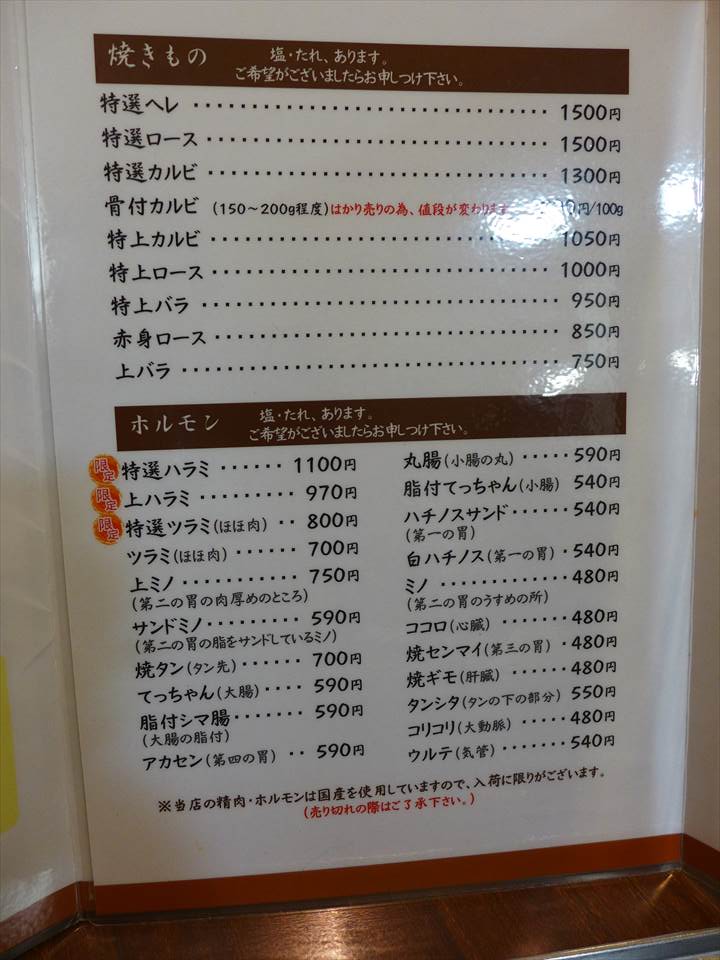 焼きもの
塩・たれ、あります。
ご希望がございましたらお申しつけ下さい。
特選ヘレ ・・・・・・・・・・・・・・・・・・・・・・・・ 1500円
特選ロース ・・・・・・・・・・・・・・・・・・・・・・ 1500円
特選カルビ ・・・・・・・・・・・・・・・・・・・・・・ 1300円
骨付カルビ (150〜200g程度)はかり売りの為、値段が変わります 円/100g
特上カルビ ・・・・・・・・・・・・・・・・・・・・・・ 1050円
特上ロース ・・・・・・・・・・・・・・・・・・・・・・ 1000円
特上バラ ・・・・・・・・・・・・・・・・・・・・・・・・ 950円
赤身ロース ・・・・・・・・・・・・・・・・・・・・・・ 850円
上バラ ・・・・・・・・・・・・・・・・・・・・・・・・・・ 750円
ホルモン
塩・たれ、あります。
ご希望がございましたらお申しつけ下さい。
限定 特選ハラミ ・・・・・・ 1100円
限定 上ハラミ ・・・・・・・・ 970円
限定 特選ツラミ(ほほ肉) ・・ 800円
ツラミ(ほほ肉) ・・・・・・ 700円
上ミノ ・・・・・・・・・・・ 750円
(第二の胃の肉厚めのところ)
サンドミノ ・・・・・・・・・ 590円
(第二の胃の脂をサンドしているミノ)
焼タン(タン先) ・・・・・・ 700円
てっちゃん(大腸) ・・・・・ 590円
脂付シマ腸 ・・・・・・・・ 590円
(大腸の脂付)
アカセン(第四の胃) ・・ 590円
丸腸(小腸の丸) ・・・・・ 590円
脂付てっちゃん(小腸) 540円
ハチノスサンド ・・・・・・ 540円
(第一の胃)
白ハチノス(第一の胃) ・ 540円
ミノ ・・・・・・・・・・・・ 480円
(第二の胃のうすめの所)
ココロ(心臓) ・・・・・・・ 480円
焼センマイ(第三の胃) ・ 480円
焼ギモ(肝臓) ・・・・・・・ 480円
タンシタ(タンの下の部分) 550円
コリコリ(大動脈) ・・・・・ 480円
ウルテ(気管) ・・・・・・・ 540円
※当店の精肉・ホルモンは国産を使用していますので、入荷に限りがございます。
(売り切れの際はご了承下さい。)